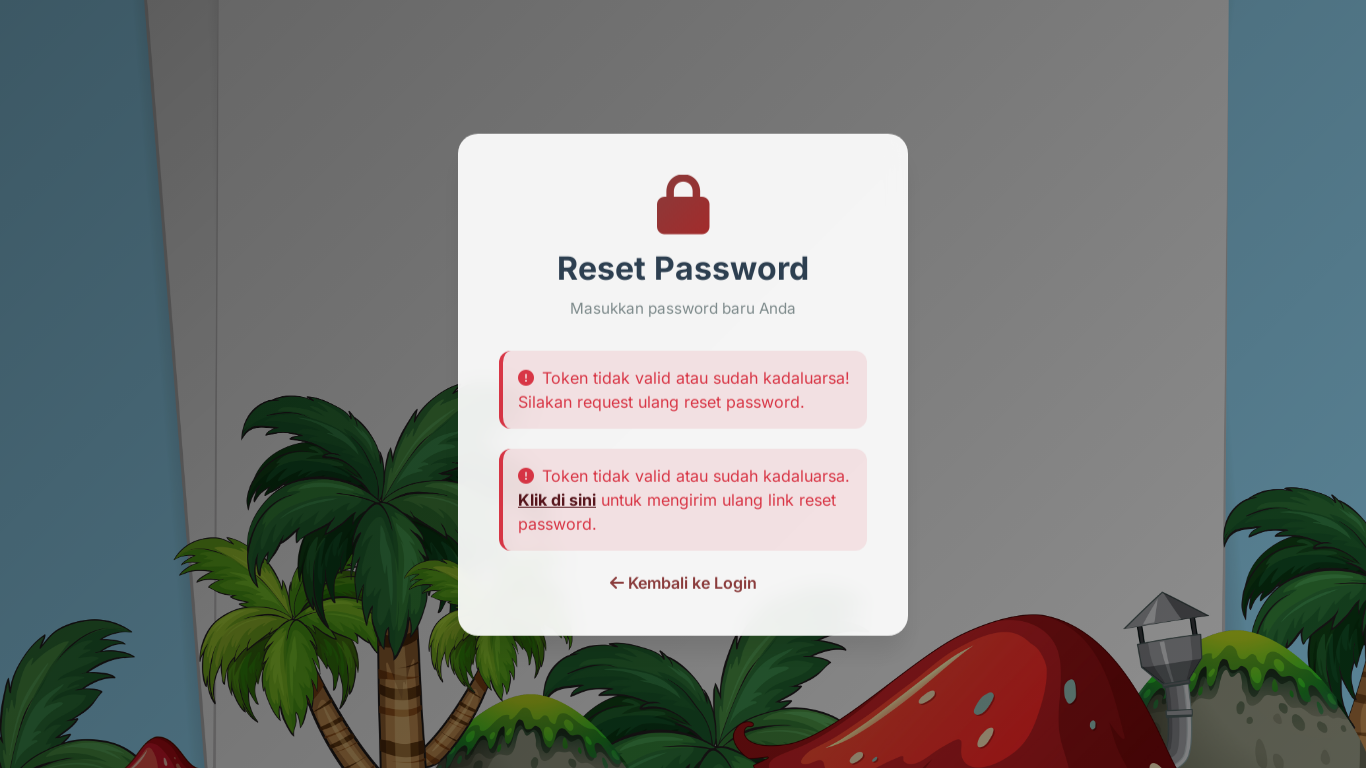 Reset Password
Masukkan password baru Anda
Token tidak valid atau sudah kadaluarsa!
Silakan request ulang reset password.
Token tidak valid atau sudah kadaluarsa.
Klik di sini untuk mengirim ulang link reset
password.
← Kembali ke Login